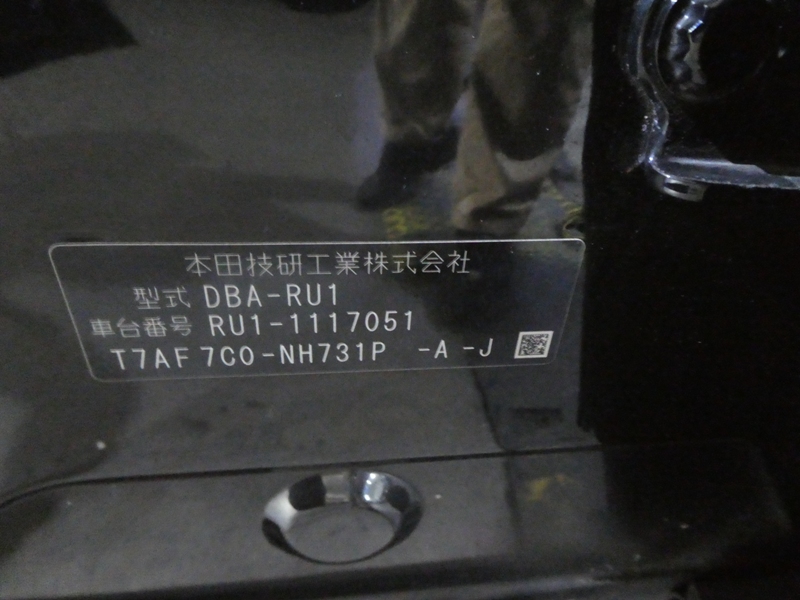 本田技研工業株式会社
型式 DBA-RU1
車台番号 RU1-1117051
T7AF7C0-NH731P -A-J